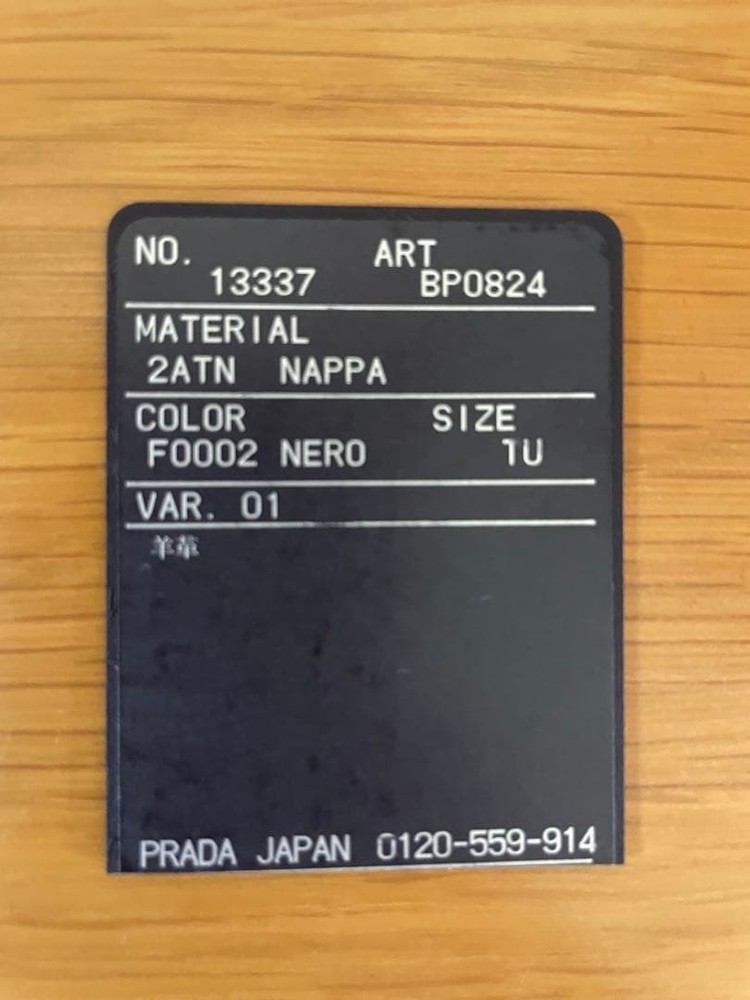 NO. ART
13337 BP0824
MATERIAL
2ATN NAPPA
COLOR SIZE
F0002 NERO TU
VAR. 01
羊革
PRADA JAPAN 0120-559-914